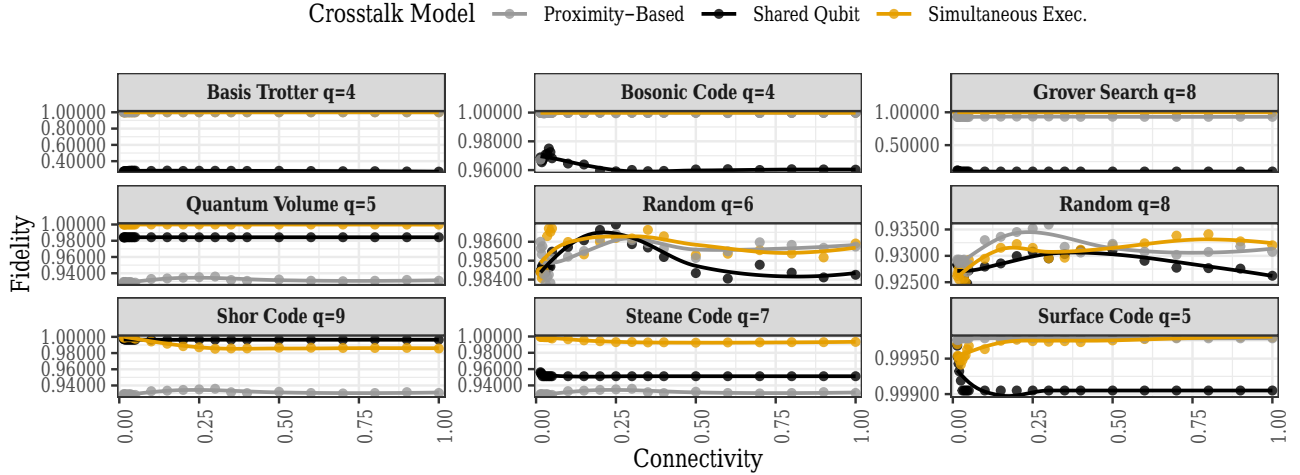 Crosstalk Model Proximity−Based Shared Qubit Simultaneous Exec.
Fidelity
Basis Trotter q=4
1.00000
0.80000
0.60000
0.40000
Bosonic Code q=4
1.00000
0.98000
0.96000
Grover Search q=8
1.00000
0.50000
Quantum Volume q=5
1.00000
0.98000
0.96000
0.94000
Random q=6
0.98600
0.98500
0.98400
Random q=8
0.93500
0.93000
0.92500
Shor Code q=9
1.00000
0.98000
0.96000
0.94000
Steane Code q=7
1.00000
0.98000
0.96000
0.94000
Surface Code q=5
0.99950
0.99900
0.00 0.25 0.50 0.75 1.00
0.00 0.25 0.50 0.75 1.00
0.00 0.25 0.50 0.75 1.00
Connectivity